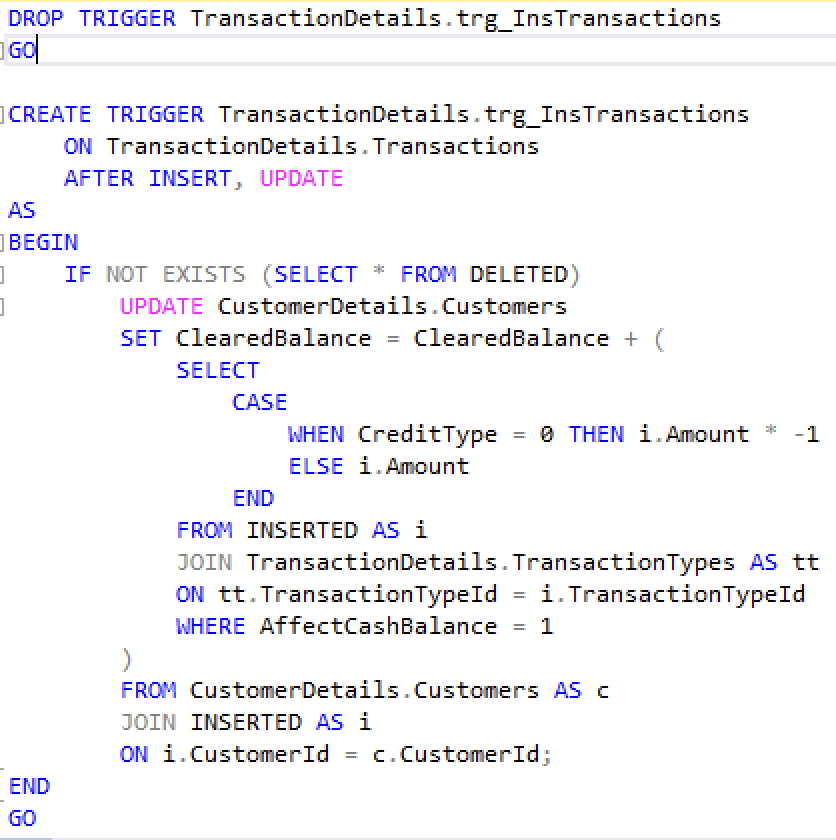 DROP TRIGGER TransactionDetails.trg_InsTransactions
GO
CREATE TRIGGER TransactionDetails.trg_InsTransactions
    ON TransactionDetails.Transactions
    AFTER INSERT, UPDATE
AS
BEGIN
    IF NOT EXISTS (SELECT * FROM DELETED)
        UPDATE CustomerDetails.Customers
        SET ClearedBalance = ClearedBalance + (
            SELECT
                CASE
                    WHEN CreditType = 0 THEN i.Amount * -1
                    ELSE i.Amount
                END
            FROM INSERTED AS i
            JOIN TransactionDetails.TransactionTypes AS tt
            ON tt.TransactionTypeId = i.TransactionTypeId
            WHERE AffectCashBalance = 1
        )
        FROM CustomerDetails.Customers AS c
        JOIN INSERTED AS i
        ON i.CustomerId = c.CustomerId;
END
GO